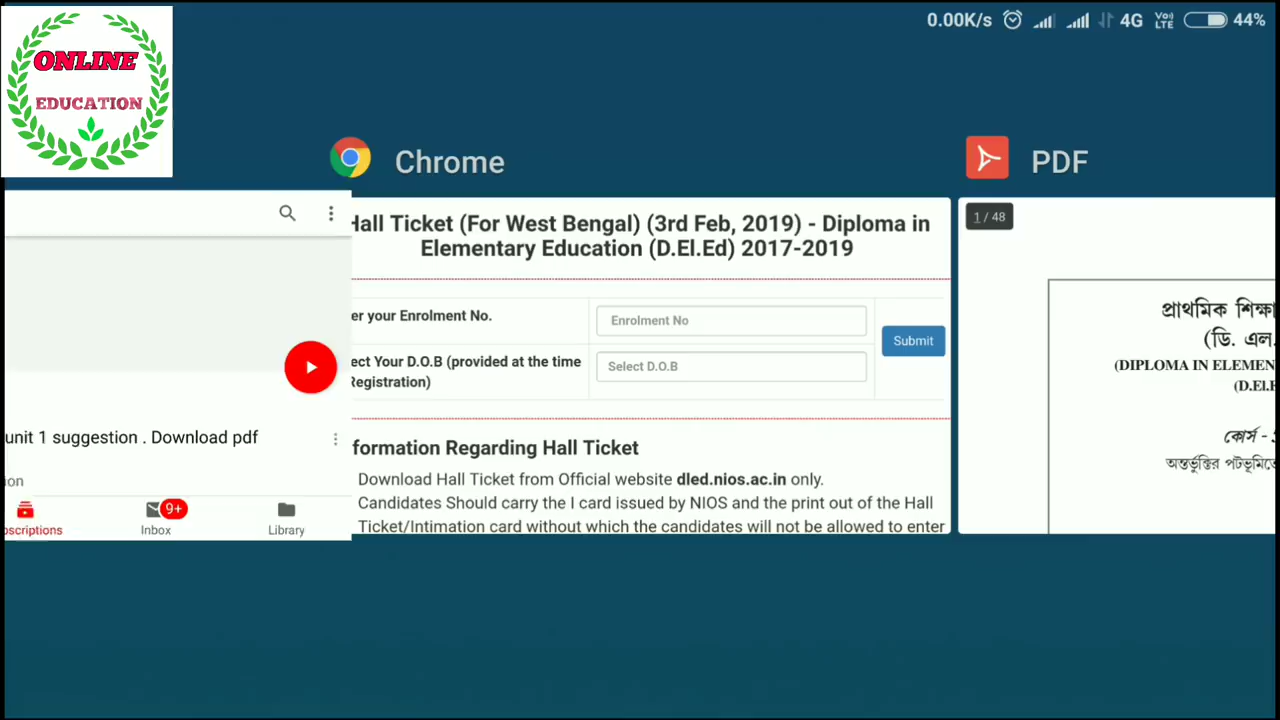 0.00K/s 4G VoLTE 44%
ONLINE
EDUCATION
Chrome
PDF
Hall Ticket (For West Bengal) (3rd Feb, 2019) - Diploma in
Elementary Education (D.El.Ed) 2017-2019
er your Enrolment No.
Enrolment No
ect Your D.O.B (provided at the time
Registration)
Select D.O.B
Submit
formation Regarding Hall Ticket
Download Hall Ticket from Official website dled.nios.ac.in only.
Candidates Should carry the I card issued by NIOS and the print out of the Hall
Ticket/Intimation card without which the candidates will not be allowed to enter
unit 1 suggestion . Download pdf
ion
bscriptions
9+
Inbox
Library
1 / 48
প্রাথমিক শিক্ষা
(ডি. এল.
(DIPLOMA IN ELEMEN
(D.El.E
কোর্স -
অন্তর্ভুক্তির পটভূমিতে